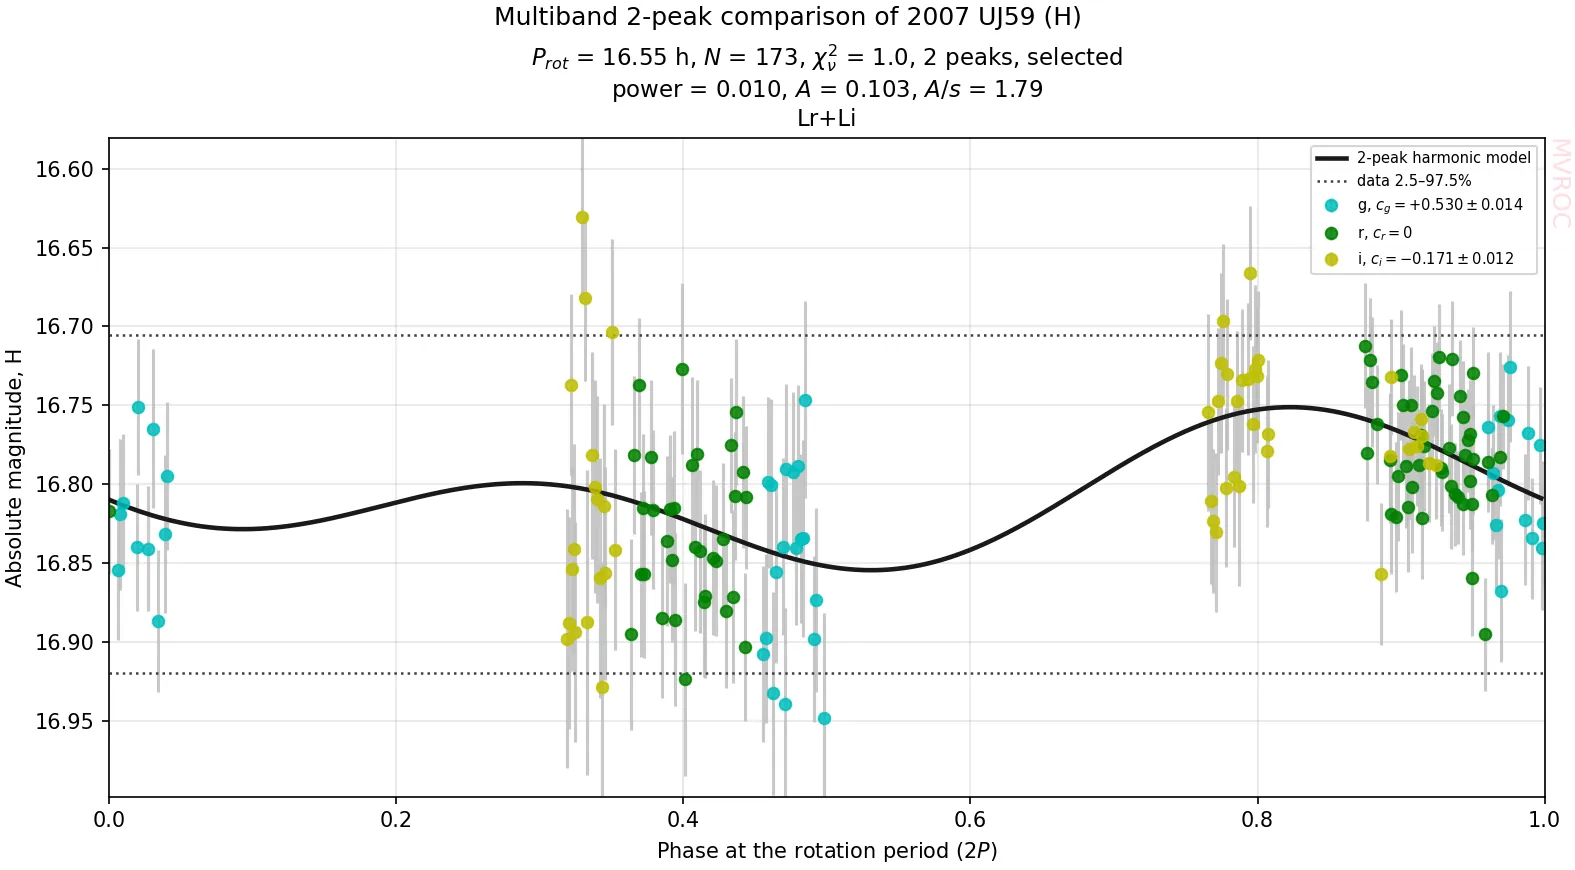 Multiband 2-peak comparison of 2007 UJ59 (H)
P_rot = 16.55 h, N = 173, χ²_ν = 1.0, 2 peaks, selected
power = 0.010, A = 0.103, A/s = 1.79
Lr+Li
MVROC
2-peak harmonic model
data 2.5–97.5%
g, c_g = +0.530 ± 0.014
r, c_r = 0
i, c_i = −0.171 ± 0.012
Absolute magnitude, H
16.60
16.65
16.70
16.75
16.80
16.85
16.90
16.95
0.0 0.2 0.4 0.6 0.8 1.0
Phase at the rotation period (2P)